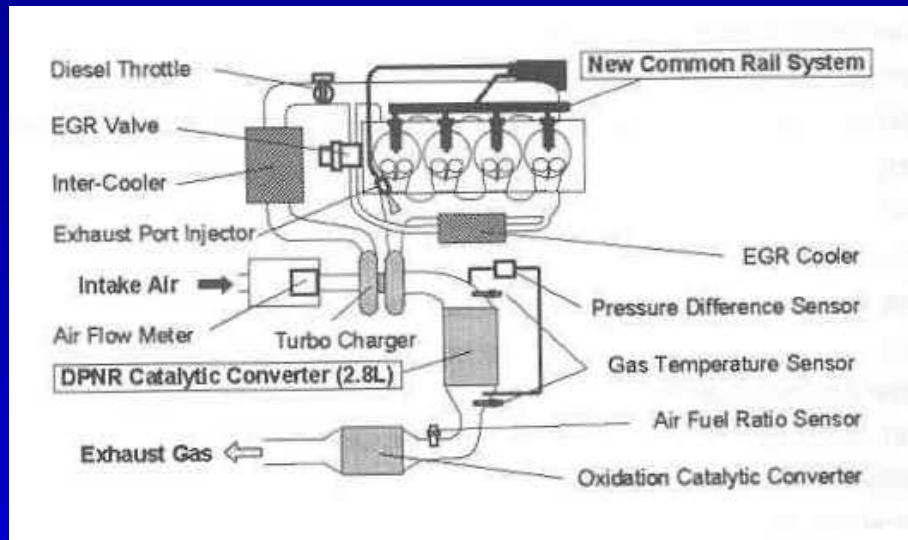 Diesel Throttle
New Common Rail System
EGR Valve
Inter-Cooler
Exhaust Port Injector
EGR Cooler
Intake Air
Pressure Difference Sensor
Air Flow Meter
Turbo Charger
Gas Temperature Sensor
DPNR Catalytic Converter (2.8L)
Air Fuel Ratio Sensor
Exhaust Gas
Oxidation Catalytic Converter